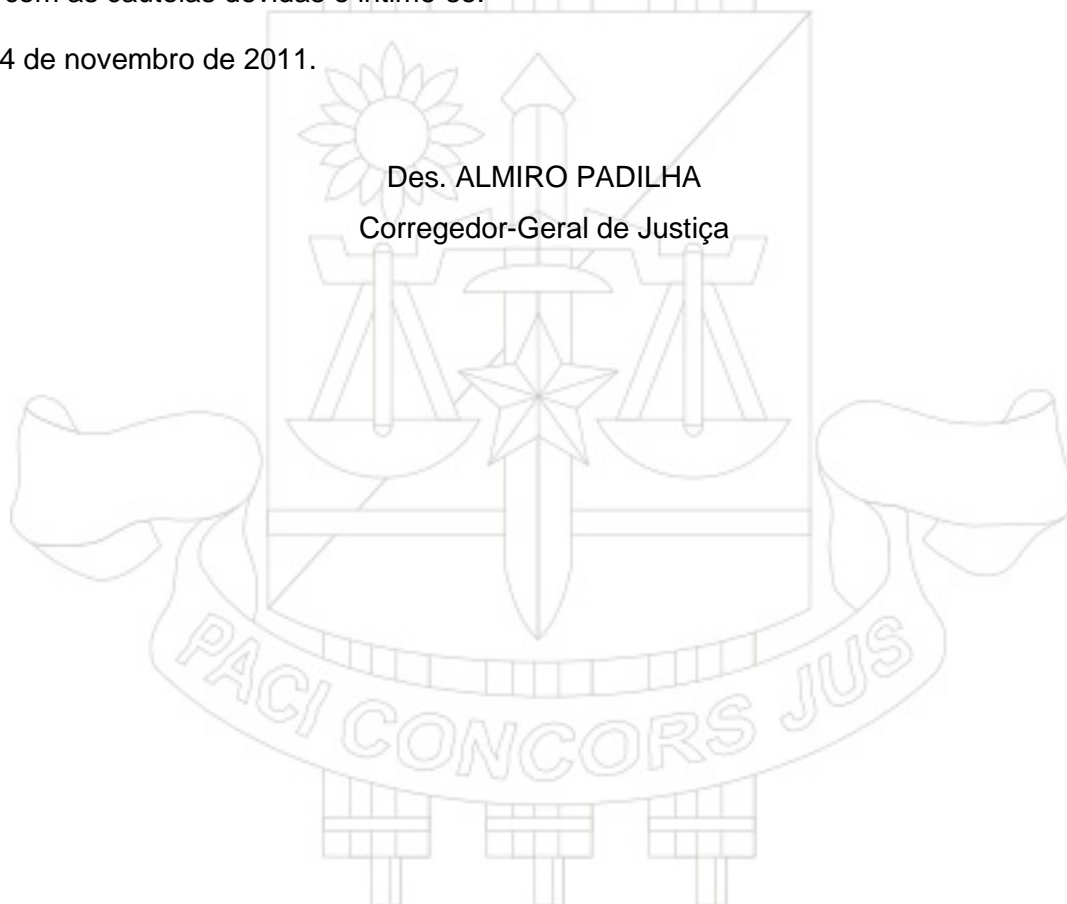 com as cautelas devidas e intime-se.
4 de novembro de 2011.
Des. ALMIRO PADILHA
Corregedor-Geral de Justiça
PACI CONCORS JUS